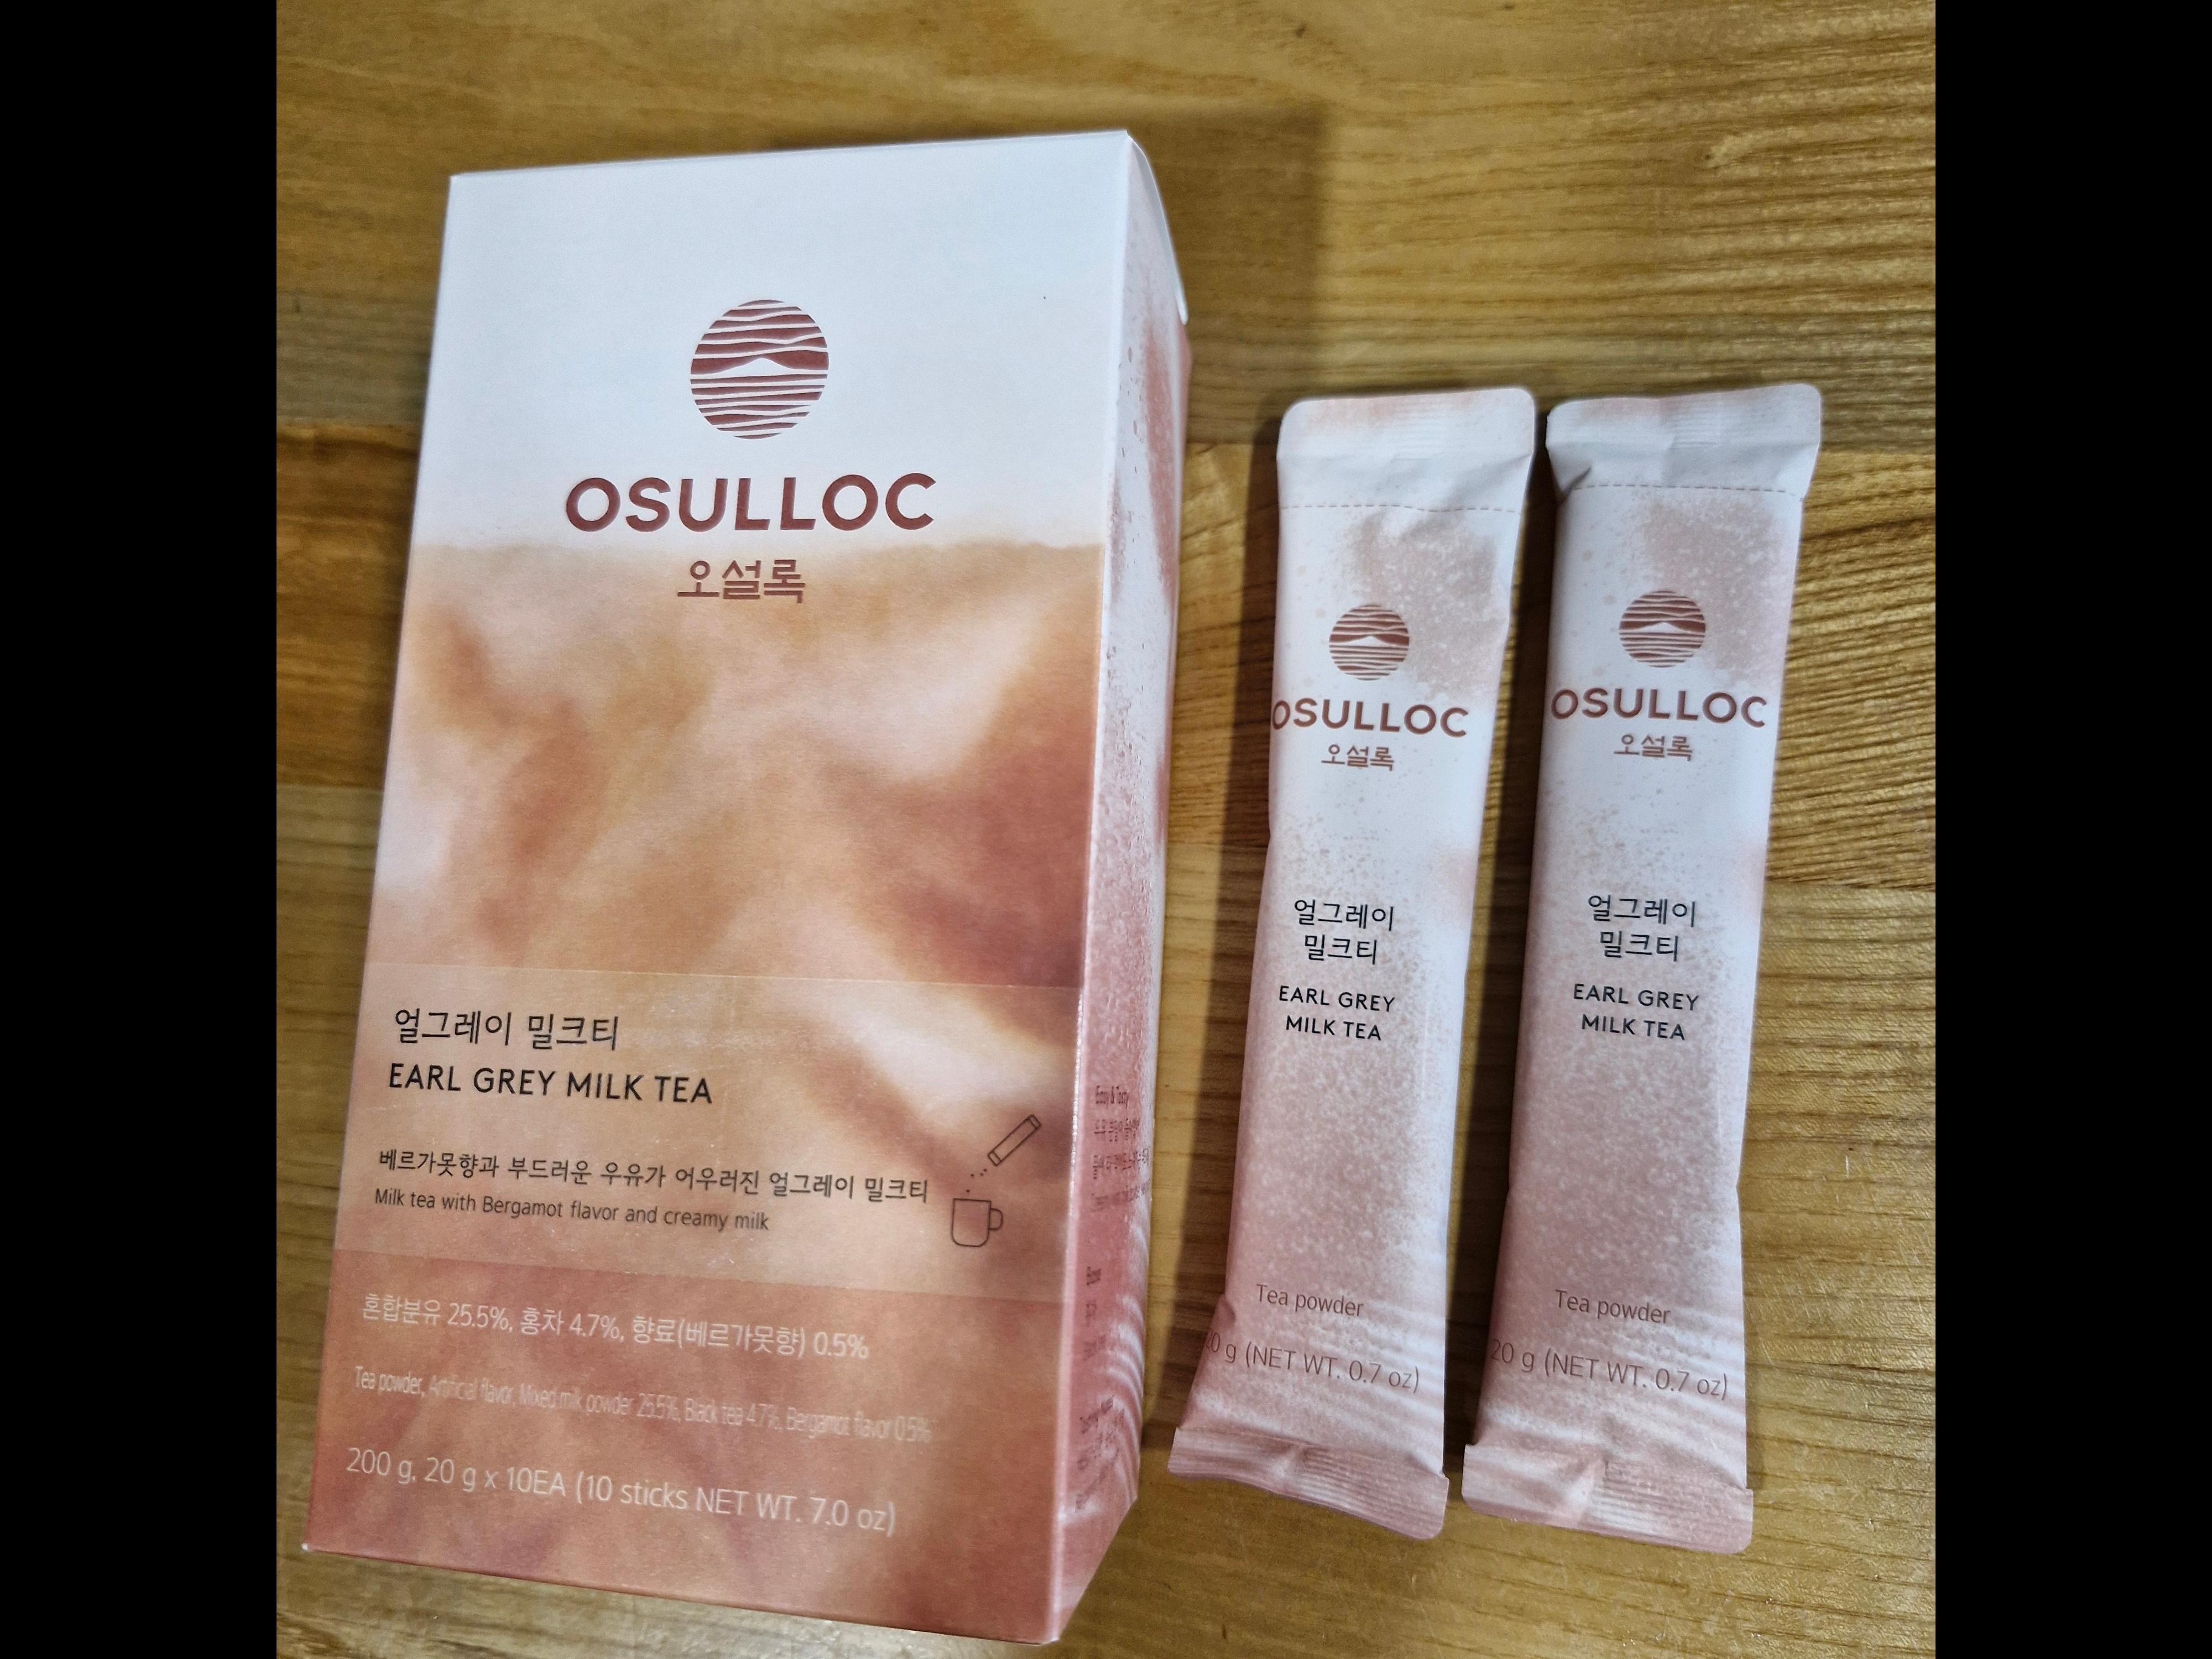 OSULLOC
오설록
얼그레이 밀크티
EARL GREY MILK TEA
베르가못향과 부드러운 우유가 어우러진 얼그레이 밀크티
Milk tea with Bergamot flavor and creamy milk
혼합분유 25.5%, 홍차 4.7%, 향료(베르가못향) 0.5%
Tea powder, Artificial flavor, Mixed milk powder 25.5%, Black tea 4.7%, Bergamot flavor 0.5%
200 g, 20 g x 10EA (10 sticks NET WT. 7.0 oz)
Easy & Tasty
OSULLOC
오설록
얼그레이
밀크티
EARL GREY
MILK TEA
Tea powder
20 g (NET WT. 0.7 oz)
OSULLOC
오설록
얼그레이
밀크티
EARL GREY
MILK TEA
Tea powder
20 g (NET WT. 0.7 oz)